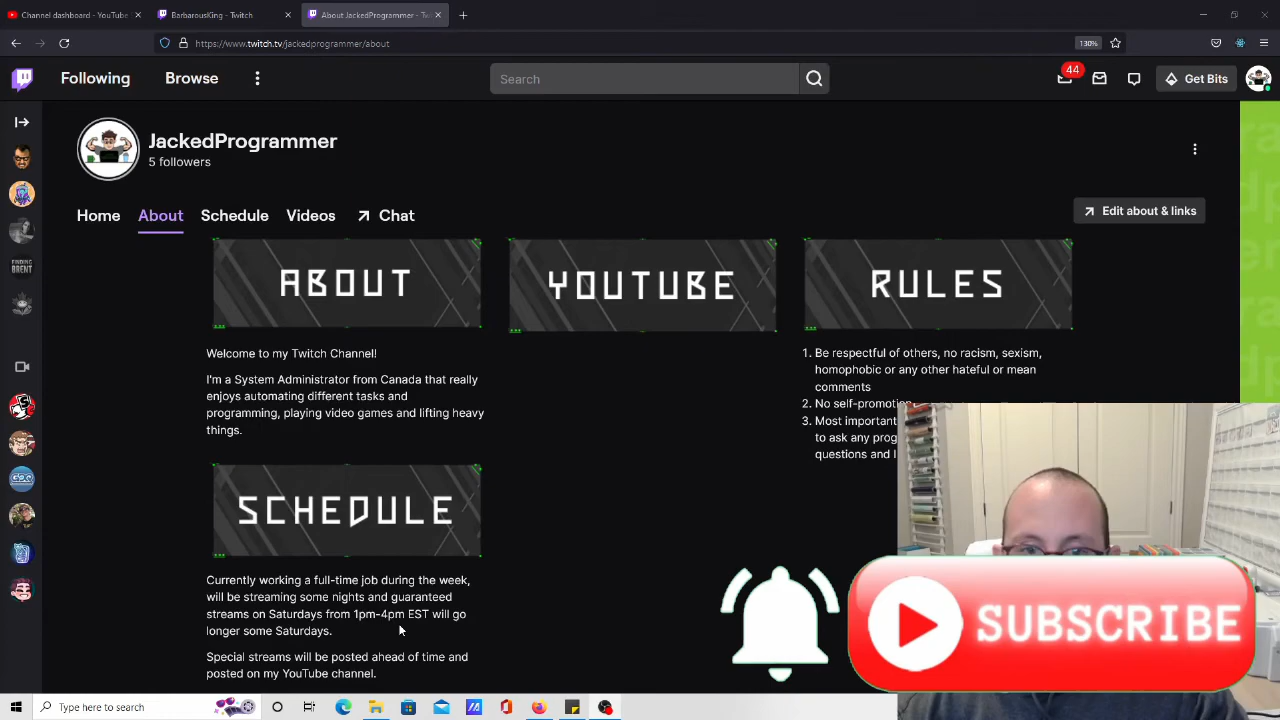 Channel dashboard - YouTube
BarbarousKing - Twitch
About JackedProgrammer - Tw
https://www.twitch.tv/jackedprogrammer/about
130%
Following
Browse
Search
44
Get Bits
JackedProgrammer
5 followers
Home
About
Schedule
Videos
Chat
Edit about & links
ABOUT
YOUTUBE
RULES
Welcome to my Twitch Channel!
I'm a System Administrator from Canada that really
enjoys automating different tasks and
programming, playing video games and lifting heavy
things.
1. Be respectful of others, no racism, sexism,
homophobic or any other hateful or mean
comments
2. No self-promotion
3. Most important
to ask any prog
questions and I
SCHEDULE
Currently working a full-time job during the week,
will be streaming some nights and guaranteed
streams on Saturdays from 1pm-4pm EST will go
longer some Saturdays.
Special streams will be posted ahead of time and
posted on my YouTube channel.
SUBSCRIBE
Type here to search